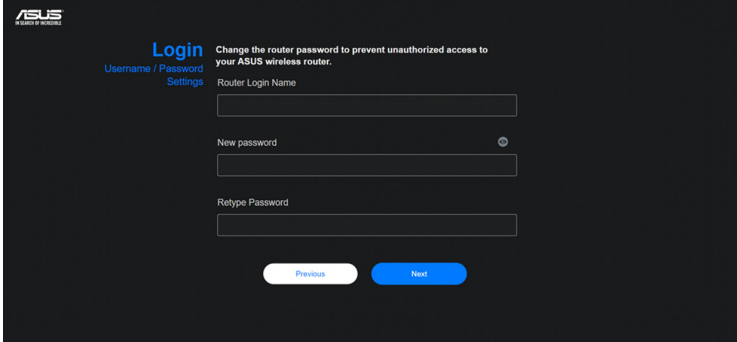 ASUS
IN SEARCH OF INCREDIBLE
Login
Username / Password
Settings
Change the router password to prevent unauthorized access to
your ASUS wireless router.
Router Login Name
New password
Retype Password
Previous
Next